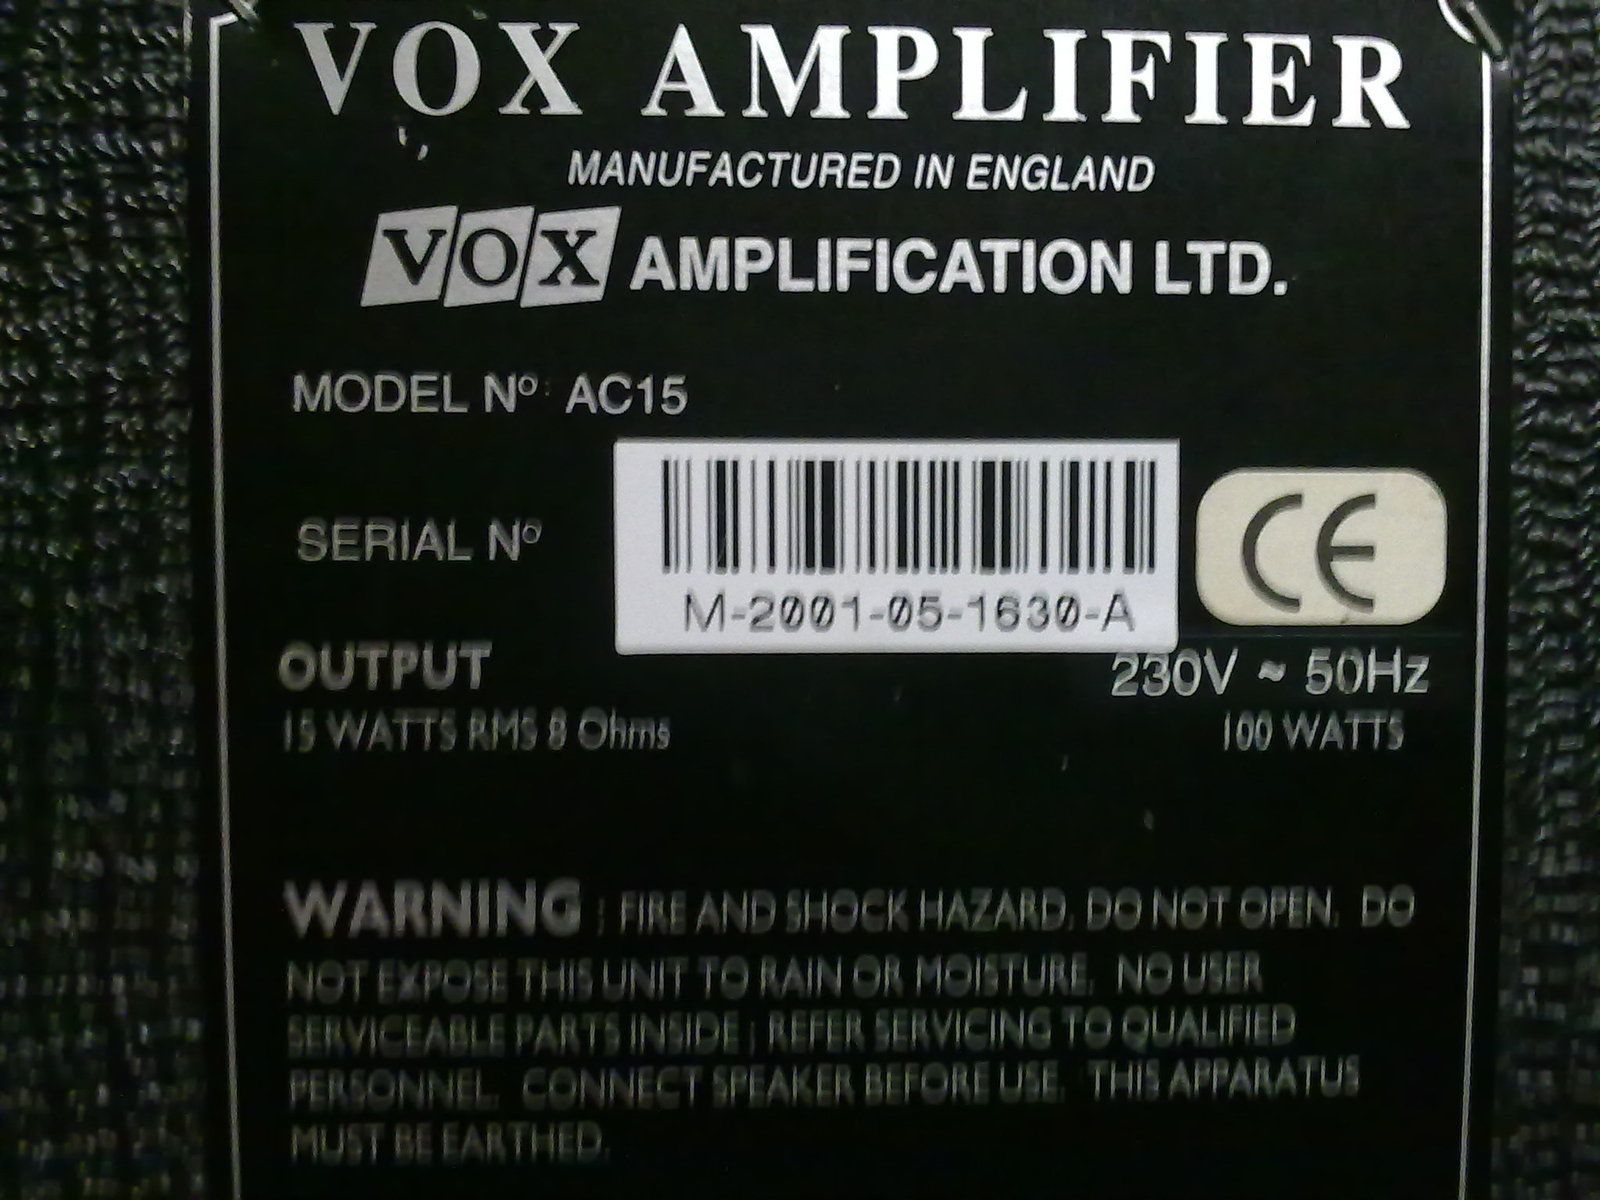 VOX AMPLIFIER
MANUFACTURED IN ENGLAND
VOX AMPLIFICATION LTD.
MODEL Nº AC15
CE
SERIAL Nº
M-2001-05-1630-A
OUTPUT
230V ~ 50Hz
15 WATTS RMS 8 Ohms
100 WATTS
WARNING : FIRE AND SHOCK HAZARD. DO NOT OPEN. DO
NOT EXPOSE THIS UNIT TO RAIN OR MOISTURE. NO USER
SERVICEABLE PARTS INSIDE ; REFER SERVICING TO QUALIFIED
PERSONNEL. CONNECT SPEAKER BEFORE USE. THIS APPARATUS
MUST BE EARTHED.